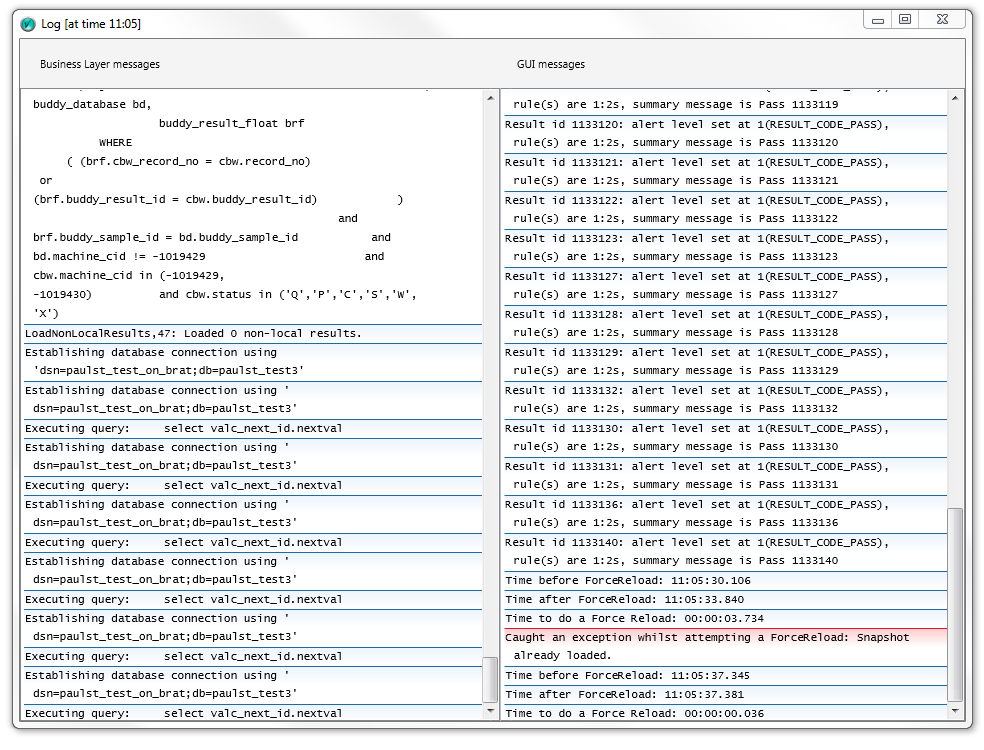 Log [at time 11:05]
Business Layer messages
GUI messages
buddy_database bd,
buddy_result_float brf
WHERE
( (brf.cbw_record_no = cbw.record_no)
or
(brf.buddy_result_id = cbw.buddy_result_id) )
and
brf.buddy_sample_id = bd.buddy_sample_id and
bd.machine_cid != -1019429 and
cbw.machine_cid in (-1019429,
-1019430) and cbw.status in ('Q','P','C','S','W',
'X')
LoadNonLocalResults,47: Loaded 0 non-local results.
Establishing database connection using
'dsn=paulst_test_on_brat;db=paulst_test3'
Establishing database connection using '
dsn=paulst_test_on_brat;db=paulst_test3'
Executing query: select valc_next_id.nextval
Establishing database connection using '
dsn=paulst_test_on_brat;db=paulst_test3'
Executing query: select valc_next_id.nextval
Establishing database connection using '
dsn=paulst_test_on_brat;db=paulst_test3'
Executing query: select valc_next_id.nextval
Establishing database connection using '
dsn=paulst_test_on_brat;db=paulst_test3'
Executing query: select valc_next_id.nextval
Establishing database connection using '
dsn=paulst_test_on_brat;db=paulst_test3'
Executing query: select valc_next_id.nextval
Establishing database connection using '
dsn=paulst_test_on_brat;db=paulst_test3'
Executing query: select valc_next_id.nextval
rule(s) are 1:2s, summary message is Pass 1133119
Result id 1133120: alert level set at 1(RESULT_CODE_PASS),
rule(s) are 1:2s, summary message is Pass 1133120
Result id 1133121: alert level set at 1(RESULT_CODE_PASS),
rule(s) are 1:2s, summary message is Pass 1133121
Result id 1133122: alert level set at 1(RESULT_CODE_PASS),
rule(s) are 1:2s, summary message is Pass 1133122
Result id 1133123: alert level set at 1(RESULT_CODE_PASS),
rule(s) are 1:2s, summary message is Pass 1133123
Result id 1133127: alert level set at 1(RESULT_CODE_PASS),
rule(s) are 1:2s, summary message is Pass 1133127
Result id 1133128: alert level set at 1(RESULT_CODE_PASS),
rule(s) are 1:2s, summary message is Pass 1133128
Result id 1133129: alert level set at 1(RESULT_CODE_PASS),
rule(s) are 1:2s, summary message is Pass 1133129
Result id 1133132: alert level set at 1(RESULT_CODE_PASS),
rule(s) are 1:2s, summary message is Pass 1133132
Result id 1133130: alert level set at 1(RESULT_CODE_PASS),
rule(s) are 1:2s, summary message is Pass 1133130
Result id 1133131: alert level set at 1(RESULT_CODE_PASS),
rule(s) are 1:2s, summary message is Pass 1133131
Result id 1133136: alert level set at 1(RESULT_CODE_PASS),
rule(s) are 1:2s, summary message is Pass 1133136
Result id 1133140: alert level set at 1(RESULT_CODE_PASS),
rule(s) are 1:2s, summary message is Pass 1133140
Time before ForceReload: 11:05:30.106
Time after ForceReload: 11:05:33.840
Time to do a Force Reload: 00:00:03.734
Caught an exception whilst attempting a ForceReload: Snapshot
already loaded.
Time before ForceReload: 11:05:37.345
Time after ForceReload: 11:05:37.381
Time to do a Force Reload: 00:00:00.036